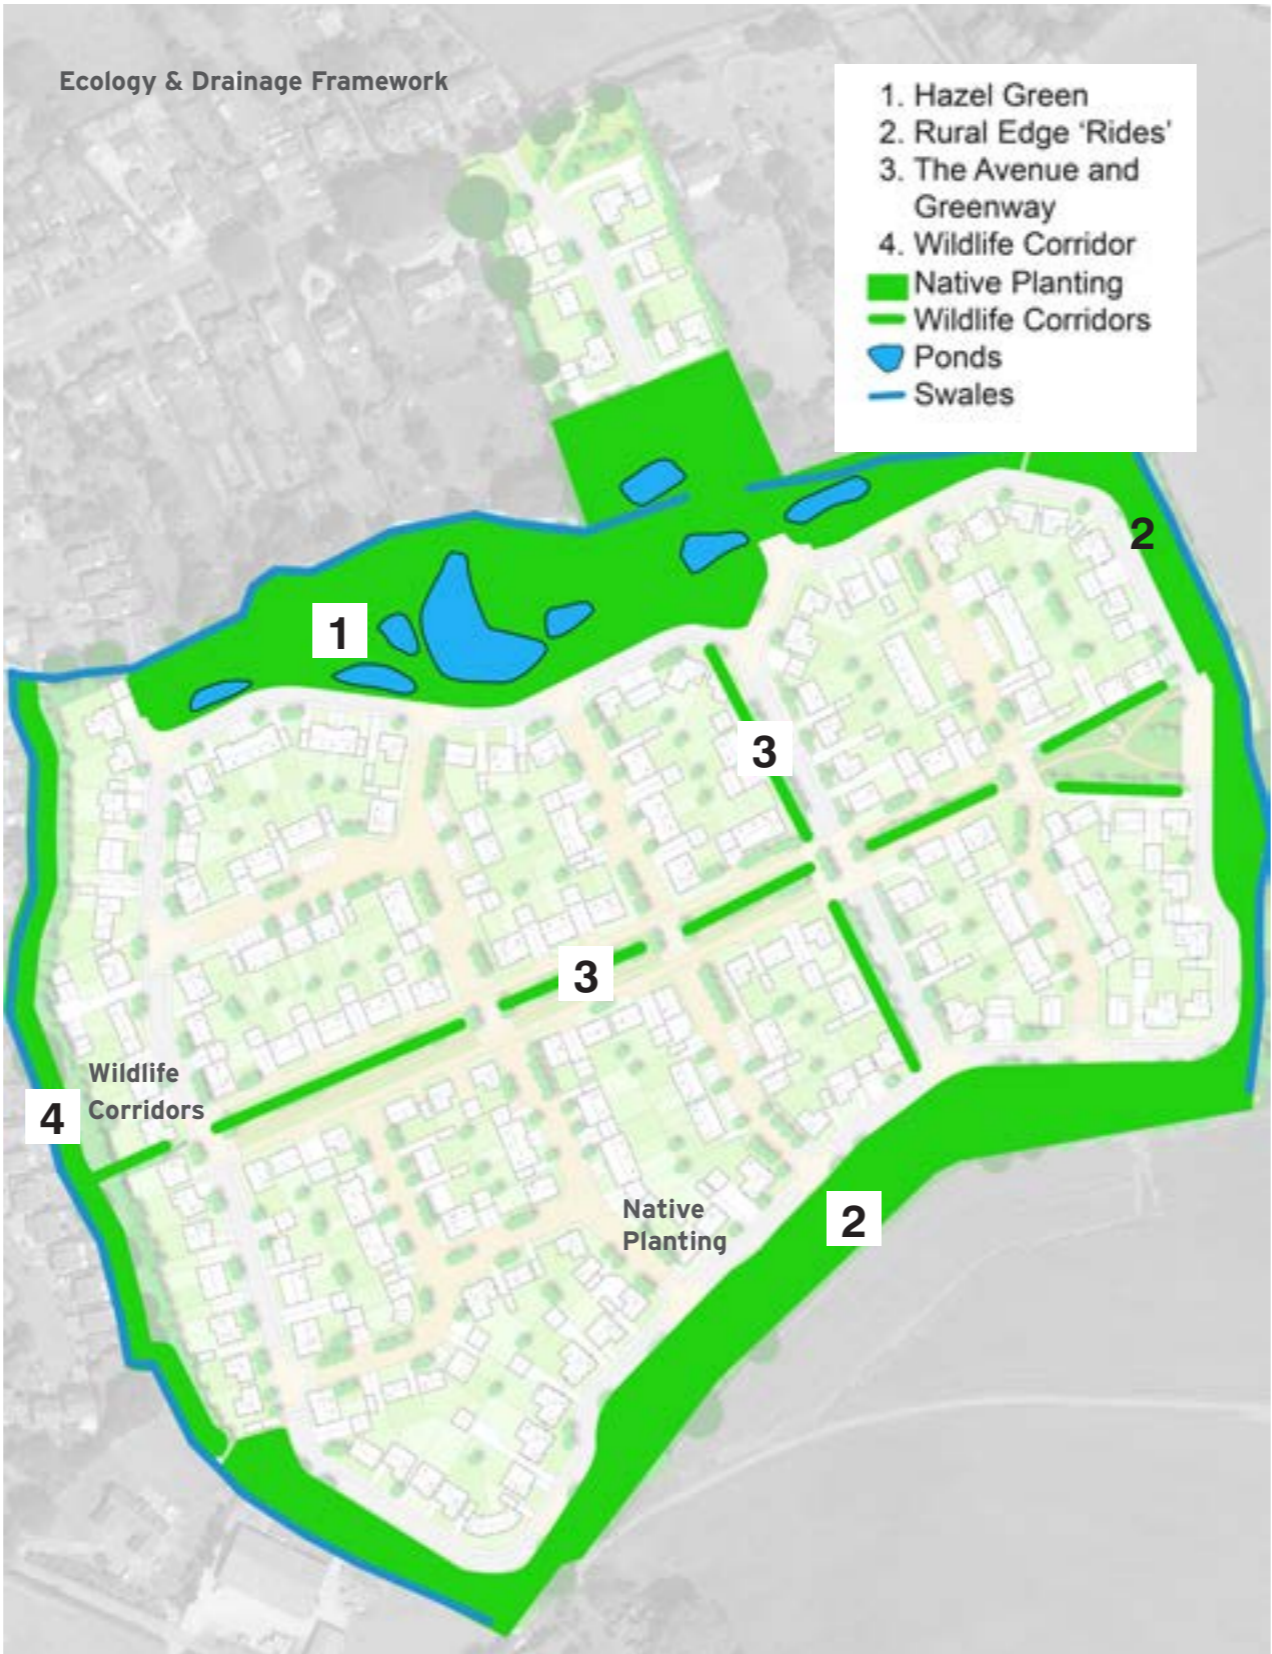 Ecology & Drainage Framework
1. Hazel Green
2. Rural Edge ‘Rides’
3. The Avenue and
Greenway
4. Wildlife Corridor
Native Planting
Wildlife Corridors
Ponds
Swales
2
1
3
3
Wildlife
Corridors
4
Native
Planting
2